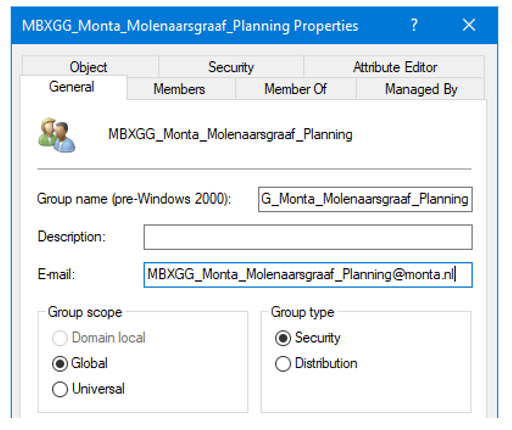 MBXGG_Monta_Molenaarsgraaf_Planning Properties ? ✕
Object Security Attribute Editor
General Members Member Of Managed By
MBXGG_Monta_Molenaarsgraaf_Planning
Group name (pre-Windows 2000): G_Monta_Molenaarsgraaf_Planning
Description:
E-mail: MBXGG_Monta_Molenaarsgraaf_Planning@monta.nl
Group scope Group type
Domain local Security
Global Distribution
Universal